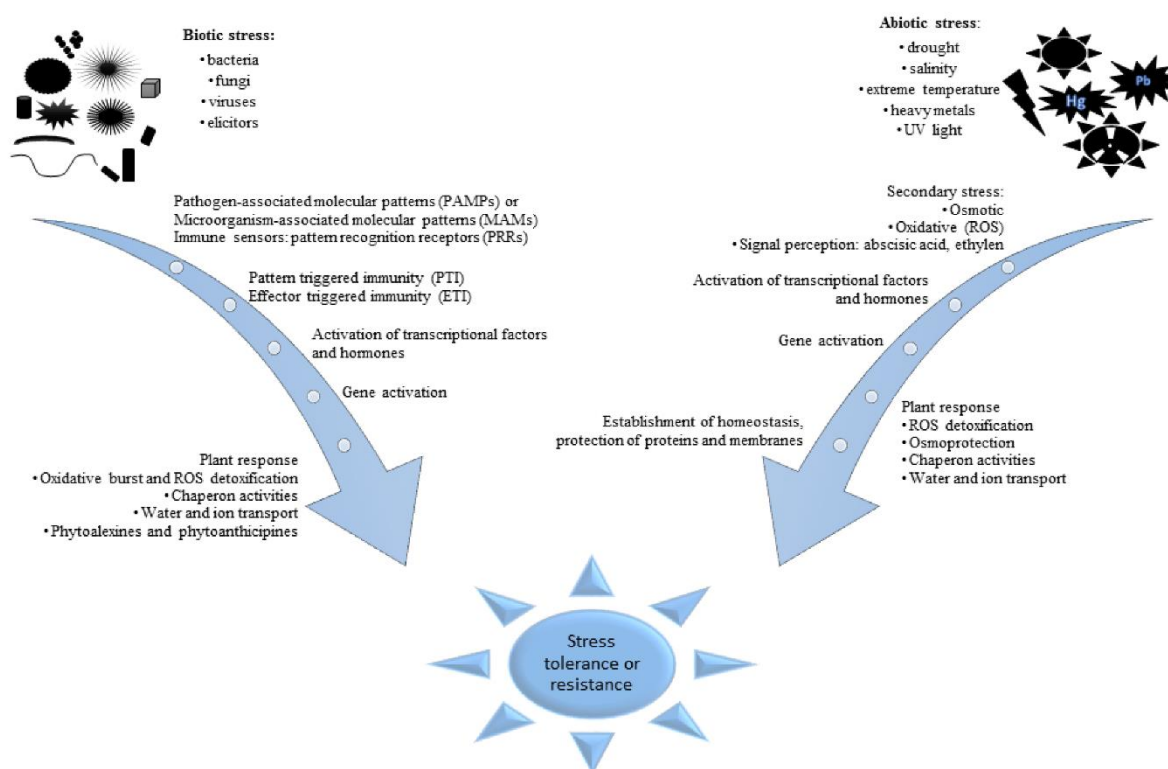 Biotic stress:
• bacteria
• fungi
• viruses
• elicitors
Pathogen-associated molecular patterns (PAMPs) or
Microorganism-associated molecular patterns (MAMs)
Immune sensors: pattern recognition receptors (PRRs)
Pattern triggered immunity (PTI)
Effector triggered immunity (ETI)
Activation of transcriptional factors
and hormones
Gene activation
Plant response
• Oxidative burst and ROS detoxification
• Chaperon activities
• Water and ion transport
• Phytoalexines and phytoanthicipines
Abiotic stress:
• drought
• salinity
• extreme temperature
• heavy metals
• UV light
Pb
Hg
Secondary stress:
• Osmotic
• Oxidative (ROS)
• Signal perception: abscisic acid, ethylen
Activation of transcriptional factors
and hormones
Gene activation
Plant response
• ROS detoxification
• Osmoprotection
• Chaperon activities
• Water and ion transport
Establishment of homeostasis,
protection of proteins and membranes
Stress
tolerance or
resistance